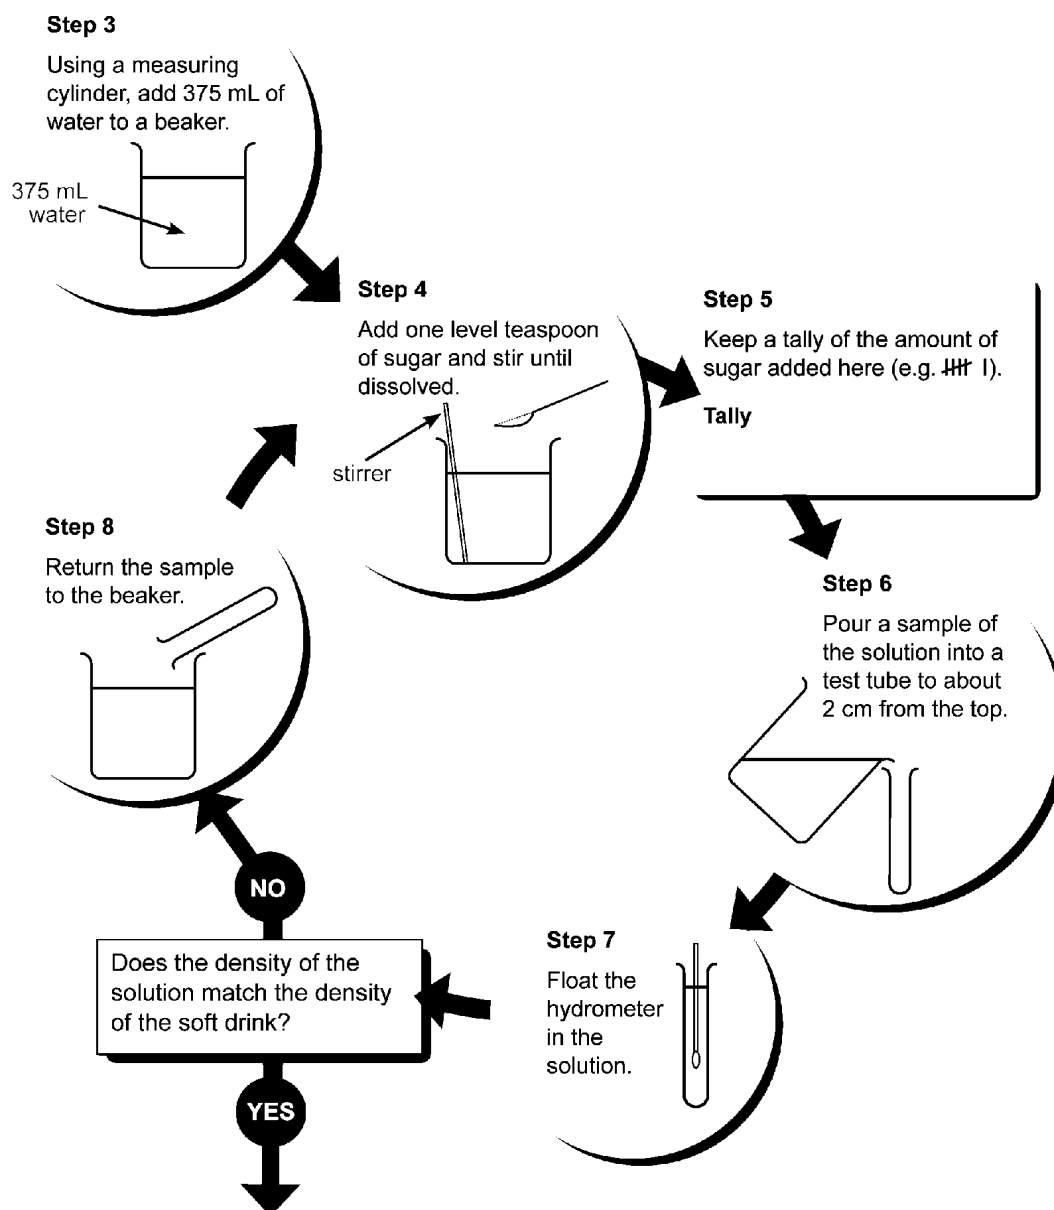 Step 3
Using a measuring
cylinder, add 375 mL of
water to a beaker.
375 mL
water
Step 4
Add one level teaspoon
of sugar and stir until
dissolved.
stirrer
Step 5
Keep a tally of the amount of
sugar added here (e.g. 𝍸 I).
Tally
Step 6
Pour a sample of
the solution into a
test tube to about
2 cm from the top.
Step 7
Float the
hydrometer
in the
solution.
Does the density of the
solution match the density
of the soft drink?
NO
YES
Step 8
Return the sample
to the beaker.